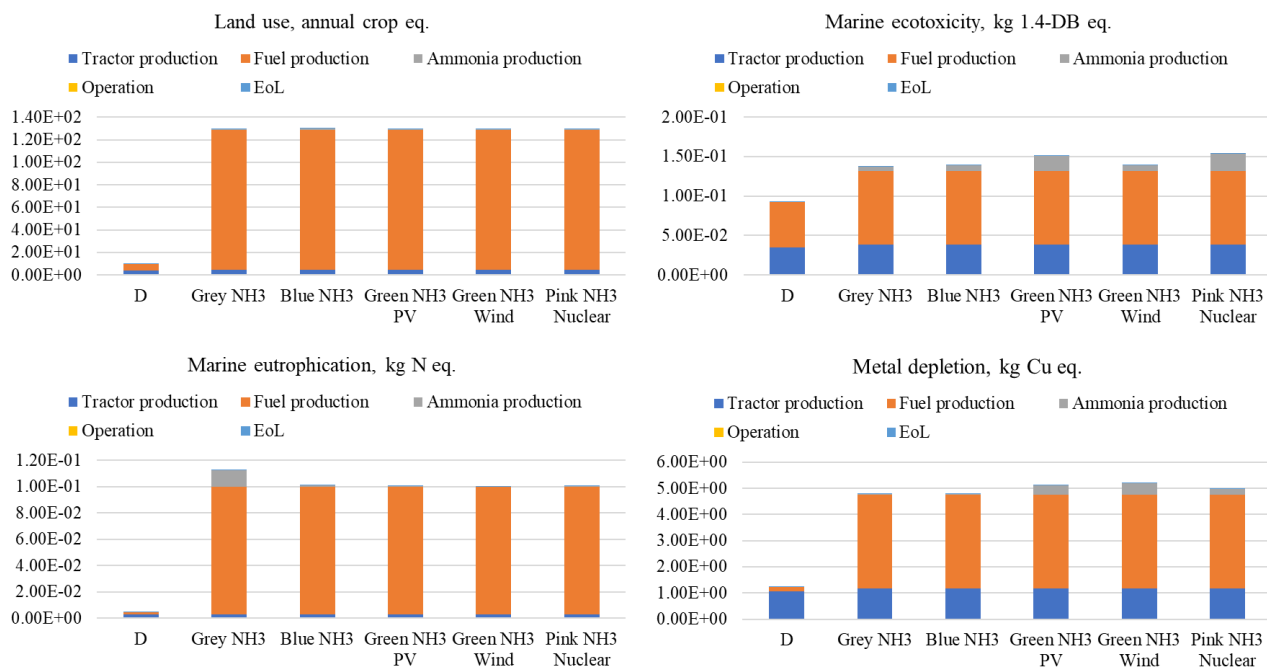 Land use, annual crop eq.
Tractor production Fuel production Ammonia production
Operation EoL
1.40E+02
1.20E+02
1.00E+02
8.00E+01
6.00E+01
4.00E+01
2.00E+01
0.00E+00
D Grey NH3 Blue NH3 Green NH3 Green NH3 Pink NH3
PV Wind Nuclear
Marine ecotoxicity, kg 1.4-DB eq.
Tractor production Fuel production Ammonia production
Operation EoL
2.00E-01
1.50E-01
1.00E-01
5.00E-02
0.00E+00
D Grey NH3 Blue NH3 Green NH3 Green NH3 Pink NH3
PV Wind Nuclear
Marine eutrophication, kg N eq.
Tractor production Fuel production Ammonia production
Operation EoL
1.20E-01
1.00E-01
8.00E-02
6.00E-02
4.00E-02
2.00E-02
0.00E+00
D Grey NH3 Blue NH3 Green NH3 Green NH3 Pink NH3
PV Wind Nuclear
Metal depletion, kg Cu eq.
Tractor production Fuel production Ammonia production
Operation EoL
6.00E+00
5.00E+00
4.00E+00
3.00E+00
2.00E+00
1.00E+00
0.00E+00
D Grey NH3 Blue NH3 Green NH3 Green NH3 Pink NH3
PV Wind Nuclear